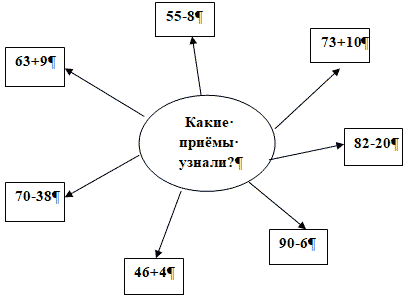 55-8¶
63+9¶
73+10¶
Какие·
приёмы·
узнали?¶
82-20¶
70-38¶
90-6¶
46+4¶